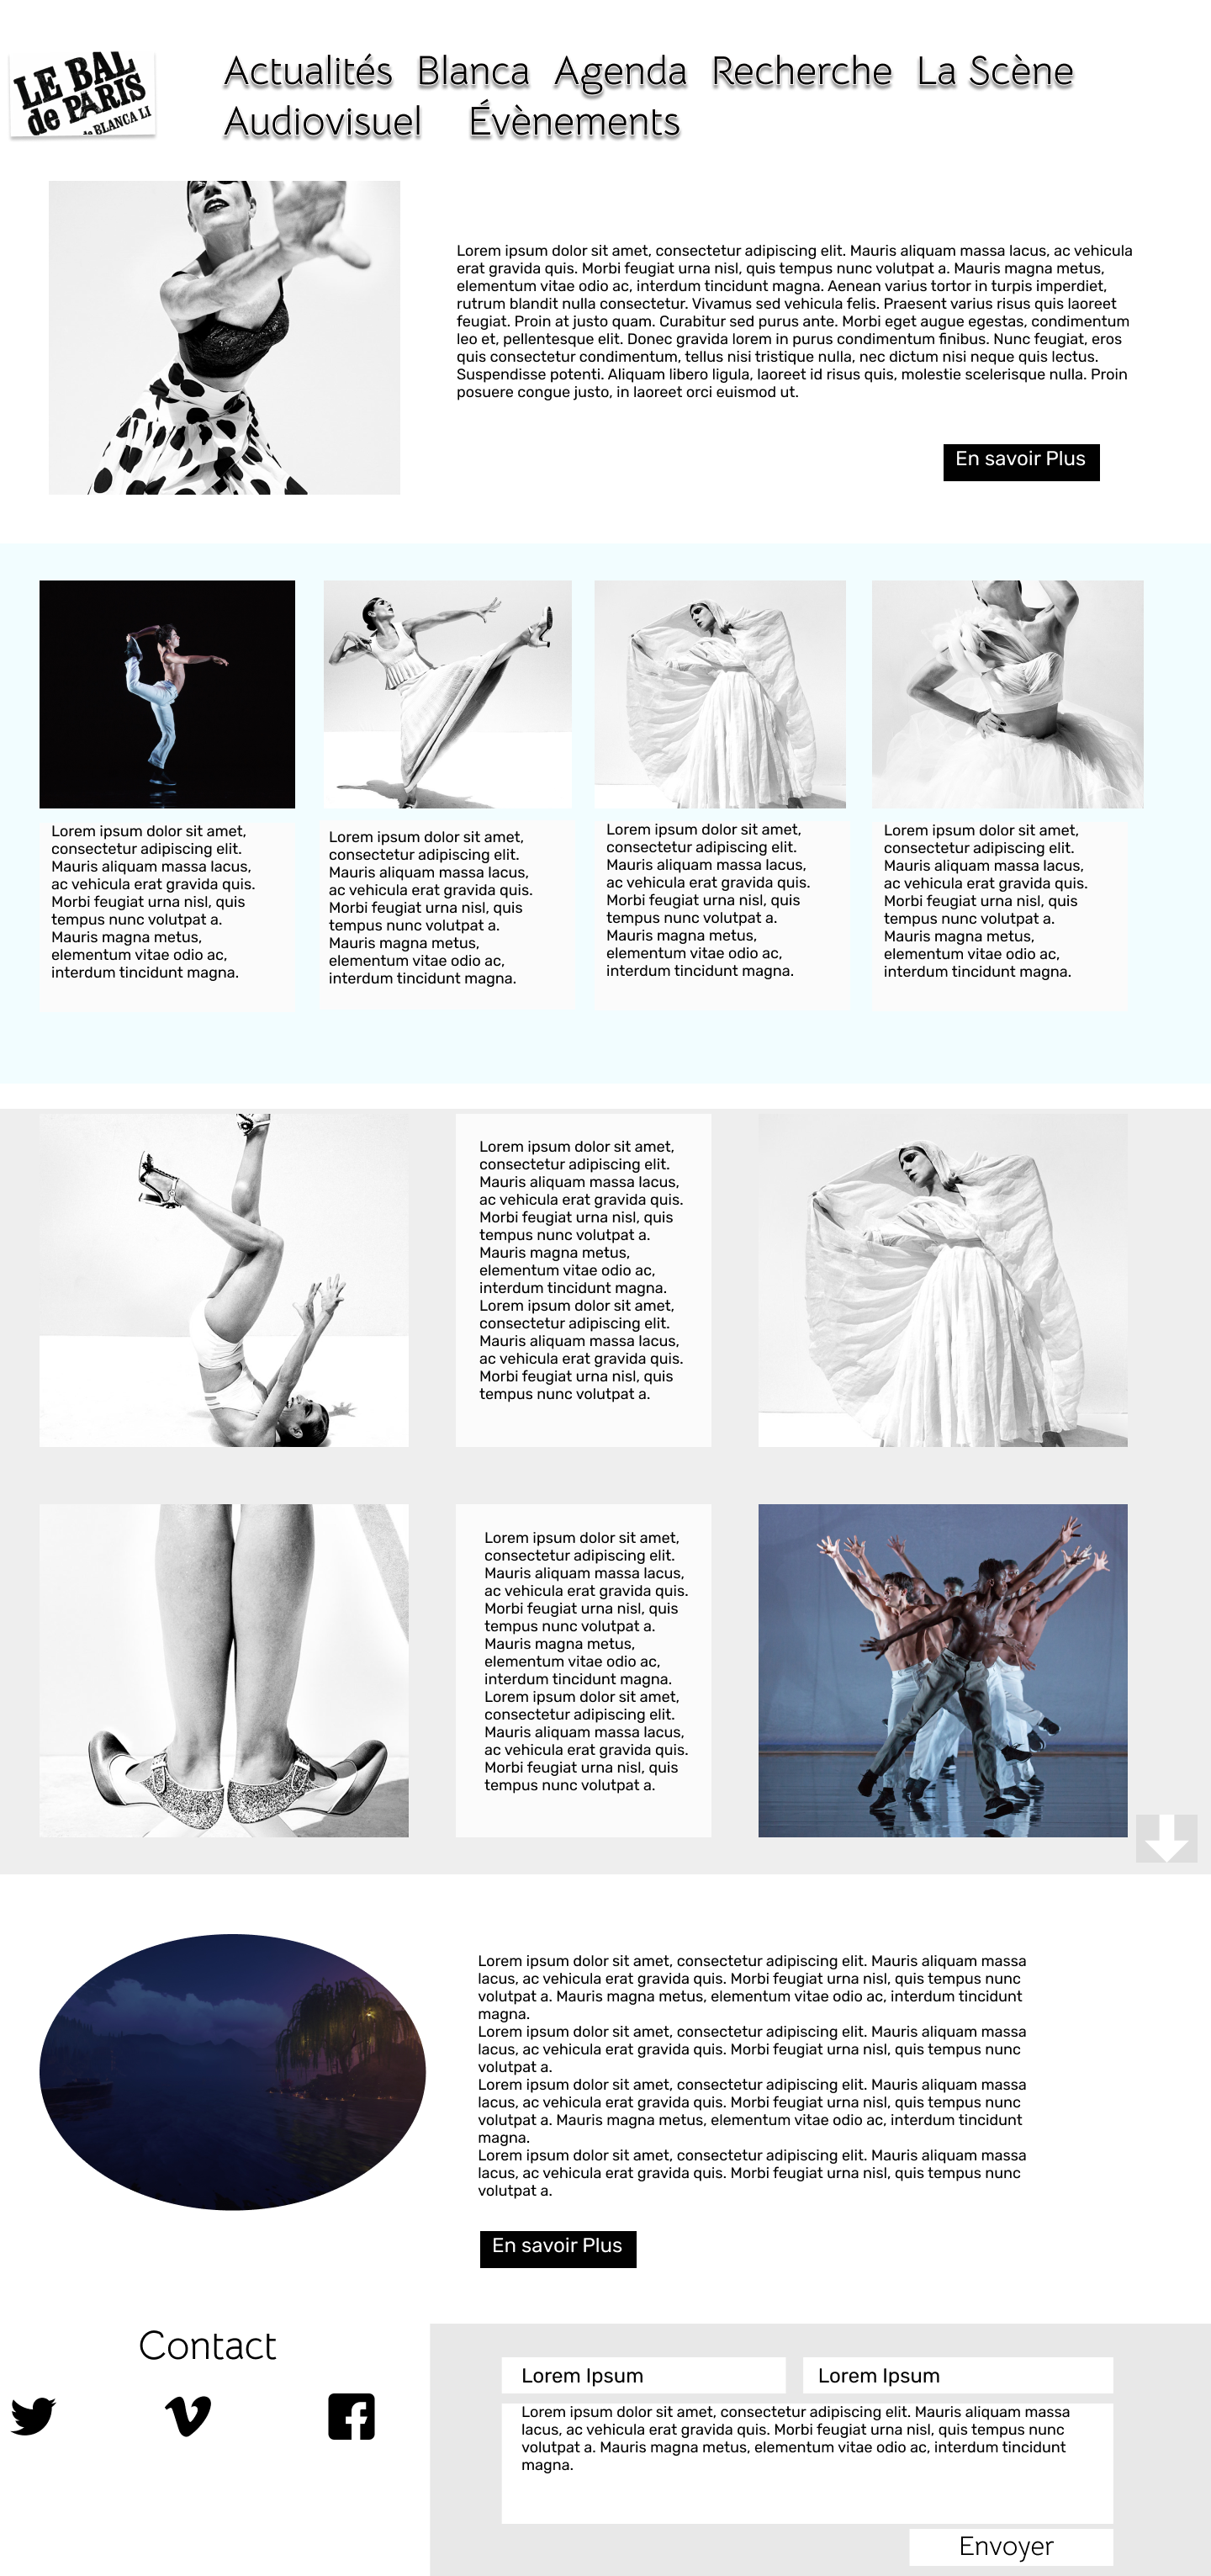 LE BAL
de PARIS
de BLANCA LI
Actualités Blanca Agenda Recherche La Scène
Audiovisuel Évènements
Lorem ipsum dolor sit amet, consectetur adipiscing elit. Mauris aliquam massa lacus, ac vehicula
erat gravida quis. Morbi feugiat urna nisl, quis tempus nunc volutpat a. Mauris magna metus,
elementum vitae odio ac, interdum tincidunt magna. Aenean varius tortor in turpis imperdiet,
rutrum blandit nulla consectetur. Vivamus sed vehicula felis. Praesent varius risus quis laoreet
feugiat. Proin at justo quam. Curabitur sed purus ante. Morbi eget augue egestas, condimentum
leo et, pellentesque elit. Donec gravida lorem in purus condimentum finibus. Nunc feugiat, eros
quis consectetur condimentum, tellus nisi tristique nulla, nec dictum nisi neque quis lectus.
Suspendisse potenti. Aliquam libero ligula, laoreet id risus quis, molestie scelerisque nulla. Proin
posuere congue justo, in laoreet orci euismod ut.
En savoir Plus
Lorem ipsum dolor sit amet,
consectetur adipiscing elit.
Mauris aliquam massa lacus,
ac vehicula erat gravida quis.
Morbi feugiat urna nisl, quis
tempus nunc volutpat a.
Mauris magna metus,
elementum vitae odio ac,
interdum tincidunt magna.
Lorem ipsum dolor sit amet,
consectetur adipiscing elit.
Mauris aliquam massa lacus,
ac vehicula erat gravida quis.
Morbi feugiat urna nisl, quis
tempus nunc volutpat a.
Mauris magna metus,
elementum vitae odio ac,
interdum tincidunt magna.
Lorem ipsum dolor sit amet,
consectetur adipiscing elit.
Mauris aliquam massa lacus,
ac vehicula erat gravida quis.
Morbi feugiat urna nisl, quis
tempus nunc volutpat a.
Mauris magna metus,
elementum vitae odio ac,
interdum tincidunt magna.
Lorem ipsum dolor sit amet,
consectetur adipiscing elit.
Mauris aliquam massa lacus,
ac vehicula erat gravida quis.
Morbi feugiat urna nisl, quis
tempus nunc volutpat a.
Mauris magna metus,
elementum vitae odio ac,
interdum tincidunt magna.
Lorem ipsum dolor sit amet,
consectetur adipiscing elit.
Mauris aliquam massa lacus,
ac vehicula erat gravida quis.
Morbi feugiat urna nisl, quis
tempus nunc volutpat a.
Mauris magna metus,
elementum vitae odio ac,
interdum tincidunt magna.
Lorem ipsum dolor sit amet,
consectetur adipiscing elit.
Mauris aliquam massa lacus,
ac vehicula erat gravida quis.
Morbi feugiat urna nisl, quis
tempus nunc volutpat a.
Lorem ipsum dolor sit amet,
consectetur adipiscing elit.
Mauris aliquam massa lacus,
ac vehicula erat gravida quis.
Morbi feugiat urna nisl, quis
tempus nunc volutpat a.
Mauris magna metus,
elementum vitae odio ac,
interdum tincidunt magna.
Lorem ipsum dolor sit amet,
consectetur adipiscing elit.
Mauris aliquam massa lacus,
ac vehicula erat gravida quis.
Morbi feugiat urna nisl, quis
tempus nunc volutpat a.
Lorem ipsum dolor sit amet, consectetur adipiscing elit. Mauris aliquam massa
lacus, ac vehicula erat gravida quis. Morbi feugiat urna nisl, quis tempus nunc
volutpat a. Mauris magna metus, elementum vitae odio ac, interdum tincidunt
magna.
Lorem ipsum dolor sit amet, consectetur adipiscing elit. Mauris aliquam massa
lacus, ac vehicula erat gravida quis. Morbi feugiat urna nisl, quis tempus nunc
volutpat a.
Lorem ipsum dolor sit amet, consectetur adipiscing elit. Mauris aliquam massa
lacus, ac vehicula erat gravida quis. Morbi feugiat urna nisl, quis tempus nunc
volutpat a. Mauris magna metus, elementum vitae odio ac, interdum tincidunt
magna.
Lorem ipsum dolor sit amet, consectetur adipiscing elit. Mauris aliquam massa
lacus, ac vehicula erat gravida quis. Morbi feugiat urna nisl, quis tempus nunc
volutpat a.
En savoir Plus
Contact
Lorem Ipsum
Lorem Ipsum
Lorem ipsum dolor sit amet, consectetur adipiscing elit. Mauris aliquam massa
lacus, ac vehicula erat gravida quis. Morbi feugiat urna nisl, quis tempus nunc
volutpat a. Mauris magna metus, elementum vitae odio ac, interdum tincidunt
magna.
Envoyer